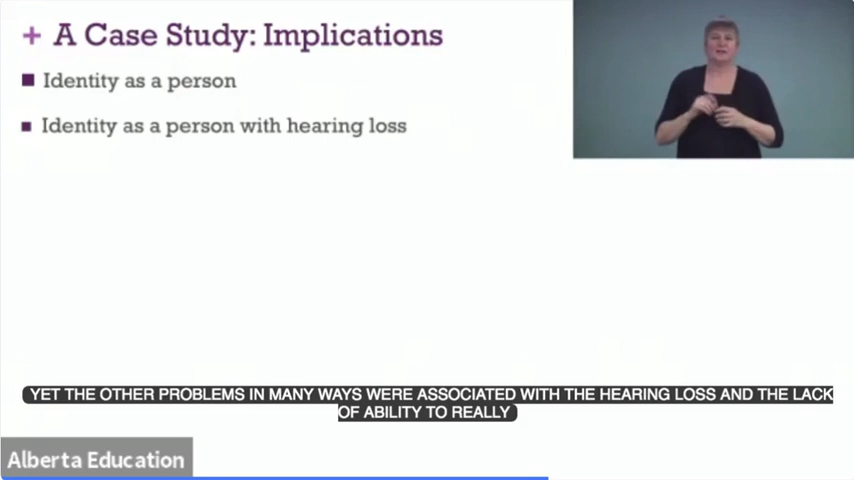 + A Case Study: Implications
Identity as a person
Identity as a person with hearing loss
YET THE OTHER PROBLEMS IN MANY WAYS WERE ASSOCIATED WITH THE HEARING LOSS AND THE LACK
OF ABILITY TO REALLY
Alberta Education